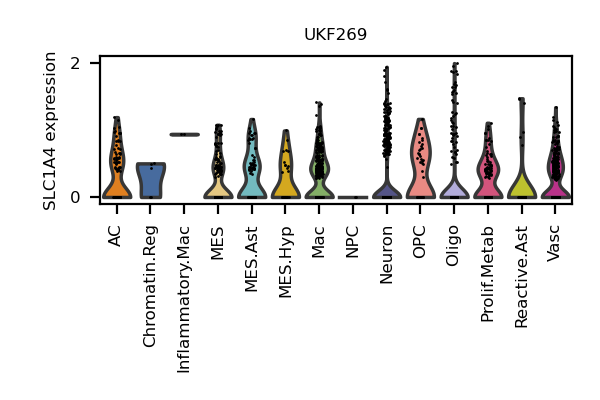 UKF269
SLC1A4 expression
2
0
AC
Chromatin.Reg
Inflammatory.Mac
MES
MES.Ast
MES.Hyp
Mac
NPC
Neuron
OPC
Oligo
Prolif.Metab
Reactive.Ast
Vasc